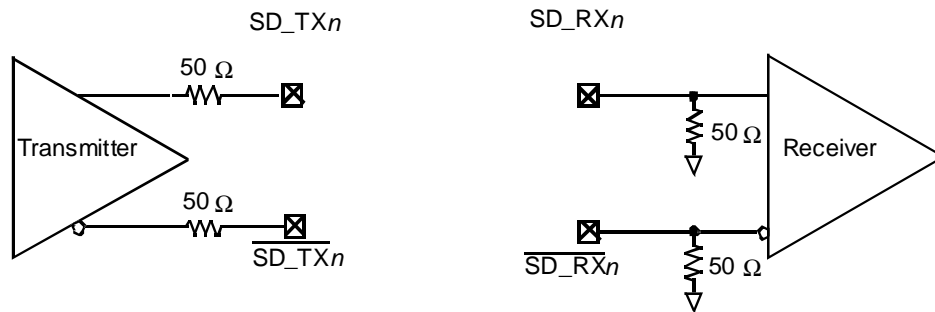 SD_TXn
SD_RXn
50 Ω
Transmitter
50 Ω
Receiver
50 Ω
SD_TXn
SD_RXn
50 Ω